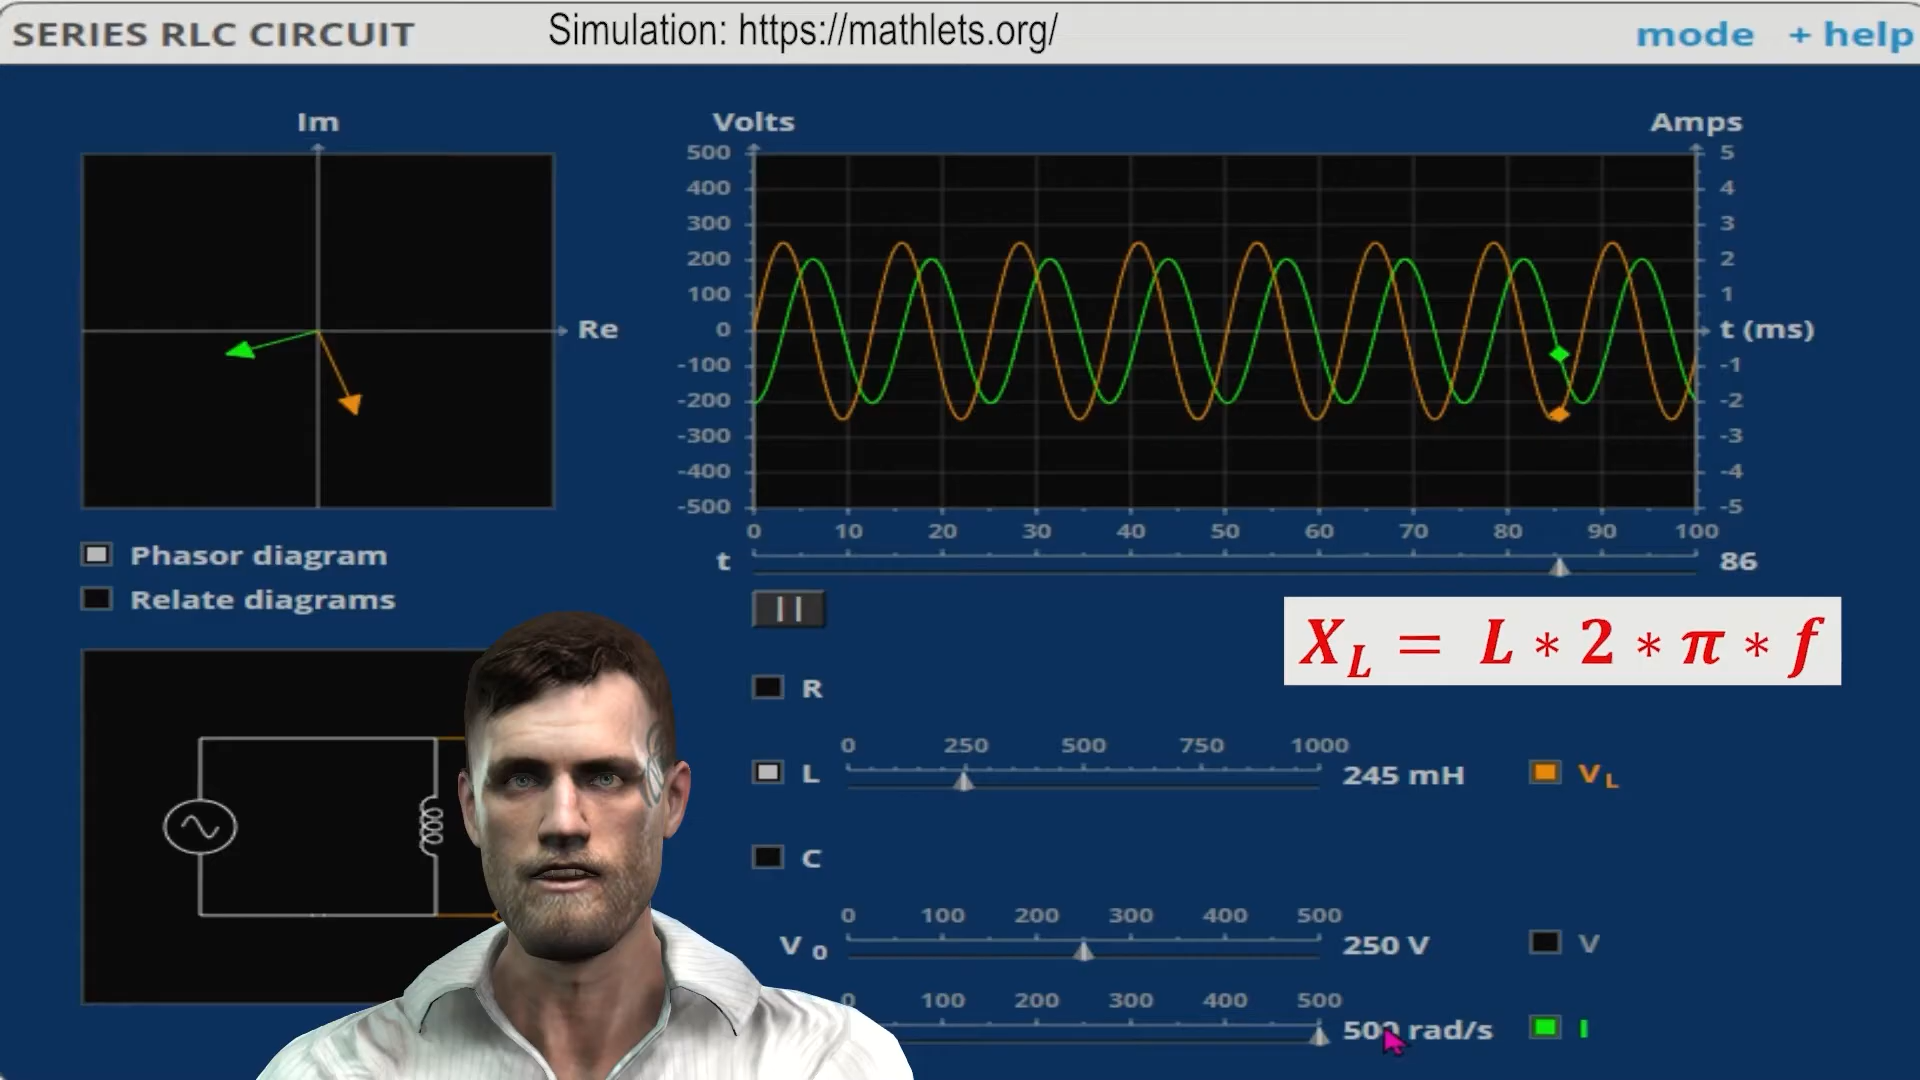 SERIES RLC CIRCUIT
Simulation: https://mathlets.org/
mode + help
Im
Re
Volts
Amps
500
400
300
200
100
0
-100
-200
-300
-400
-500
5
4
3
2
1
t (ms)
-1
-2
-3
-4
-5
0 10 20 30 40 50 60 70 80 90 100
t 86
Phasor diagram
Relate diagrams
X_L = L * 2 * π * f
R
0 250 500 750 1000
L 245 mH V_L
C
0 100 200 300 400 500
V_0 250 V V
0 100 200 300 400 500
500 rad/s I